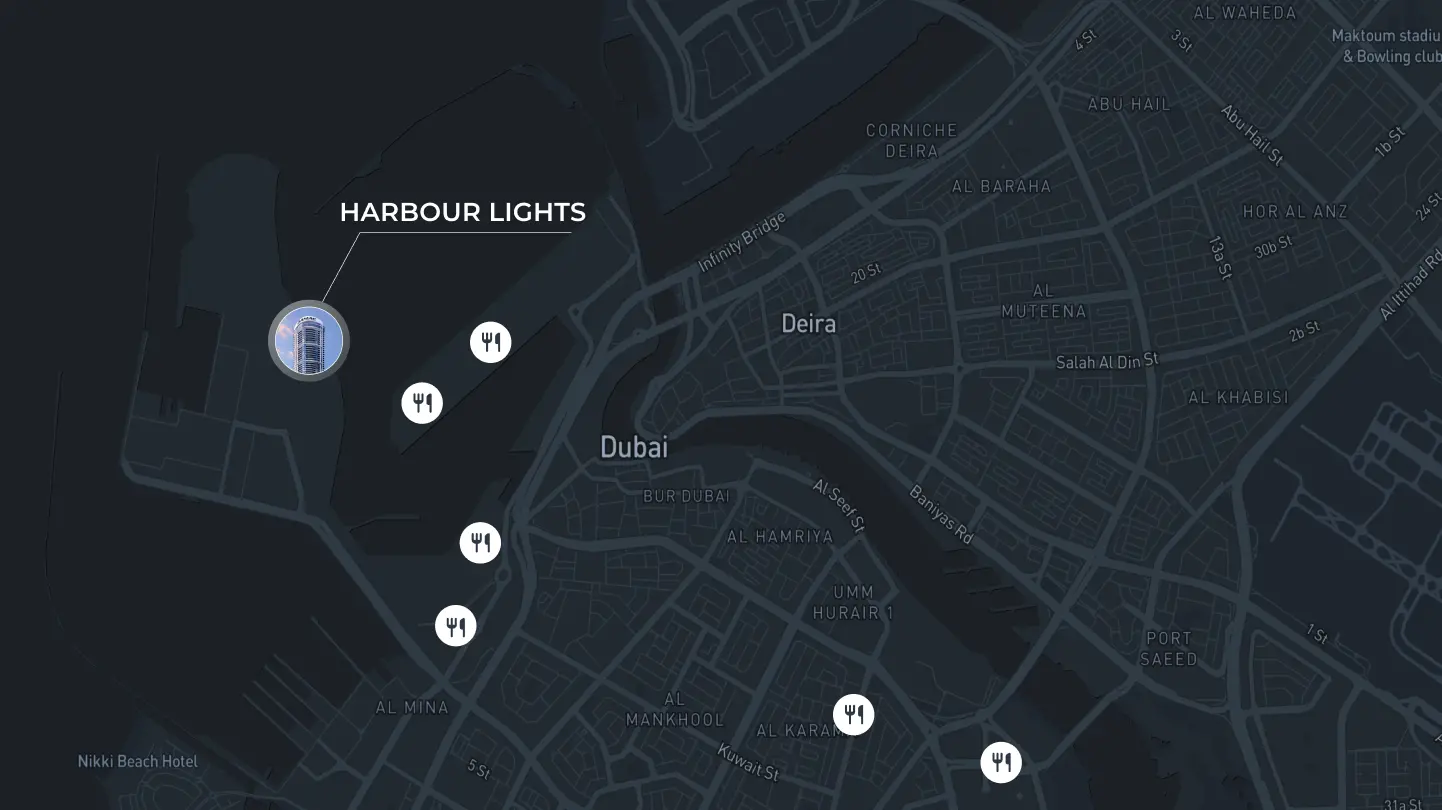 AL WAHEDA
4 St
3 St
Maktoum stadiu
& Bowling club
ABU HAIL
Abu Hail St
1b St
CORNICHE
DEIRA
AL BARAHA
24 St
HOR AL ANZ
HARBOUR LIGHTS
Infinity Bridge
13a St
30b St
20 St
Al Ittihad Rd
AL
MUTEENA
Deira
2b St
Salah Al Din St
AL KHABISI
Dubai
BUR DUBAI
Al Seef St
Baniyas Rd
AL HAMRIYA
UMM
HURAIR 1
1 St
PORT
SAEED
AL MINA
AL
MANKHOOL
AL KARAM
Kuwait St
Nikki Beach Hotel
5 St
31a St